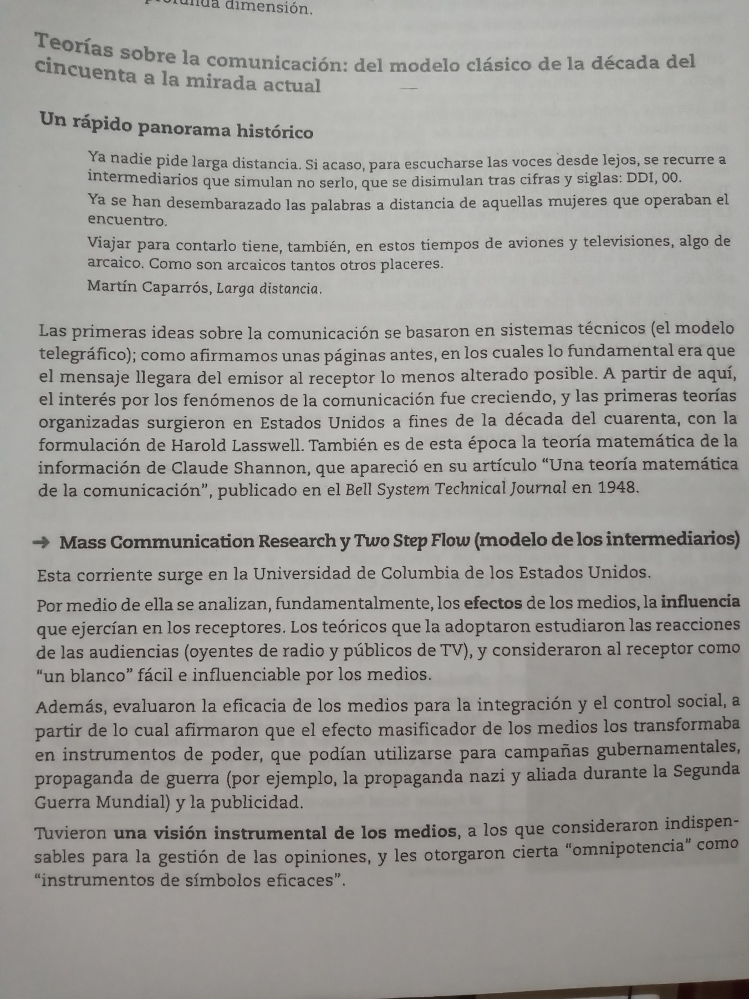 dimensión.
Teorías sobre la comunicación: del modelo clásico de la década del
cincuenta a la mirada actual
Un rápido panorama histórico
Ya nadie pide larga distancia. Si acaso, para escucharse las voces desde lejos, se recurre a
intermediarios que simulan no serlo, que se disimulan tras cifras y siglas: DDI, 00.
Ya se han desembarazado las palabras a distancia de aquellas mujeres que operaban el
encuentro.
Viajar para contarlo tiene, también, en estos tiempos de aviones y televisiones, algo de
arcaico. Como son arcaicos tantos otros placeres.
Martín Caparrós, Larga distancia.
Las primeras ideas sobre la comunicación se basaron en sistemas técnicos (el modelo
telegráfico); como afirmamos unas páginas antes, en los cuales lo fundamental era que
el mensaje llegara del emisor al receptor lo menos alterado posible. A partir de aquí,
el interés por los fenómenos de la comunicación fue creciendo, y las primeras teorías
organizadas surgieron en Estados Unidos a fines de la década del cuarenta, con la
formulación de Harold Lasswell. También es de esta época la teoría matemática de la
información de Claude Shannon, que apareció en su artículo “Una teoría matemática
de la comunicación”, publicado en el Bell System Technical Journal en 1948.
→ Mass Communication Research y Two Step Flow (modelo de los intermediarios)
Esta corriente surge en la Universidad de Columbia de los Estados Unidos.
Por medio de ella se analizan, fundamentalmente, los efectos de los medios, la influencia
que ejercían en los receptores. Los teóricos que la adoptaron estudiaron las reacciones
de las audiencias (oyentes de radio y públicos de TV), y consideraron al receptor como
“un blanco” fácil e influenciable por los medios.
Además, evaluaron la eficacia de los medios para la integración y el control social, a
partir de lo cual afirmaron que el efecto masificador de los medios los transformaba
en instrumentos de poder, que podían utilizarse para campañas gubernamentales,
propaganda de guerra (por ejemplo, la propaganda nazi y aliada durante la Segunda
Guerra Mundial) y la publicidad.
Tuvieron una visión instrumental de los medios, a los que consideraron indispen-
sables para la gestión de las opiniones, y les otorgaron cierta “omnipotencia” como
“instrumentos de símbolos eficaces”.